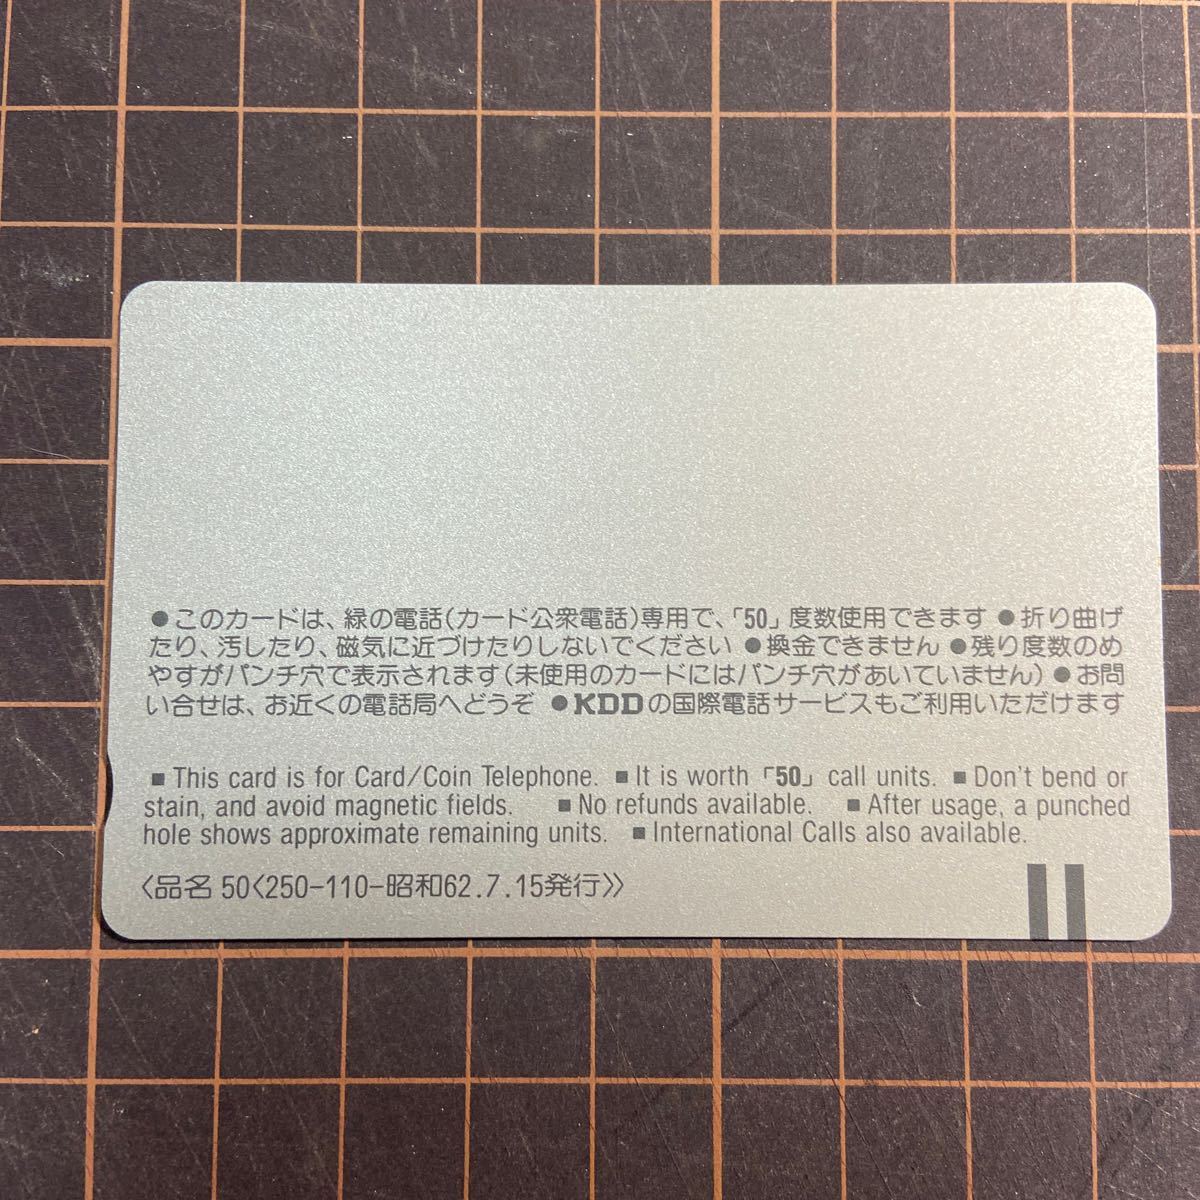 ●このカードは、緑の電話(カード公衆電話)専用で、「50」度数使用できます ●折り曲げ
たり、汚したり、磁気に近づけたりしないでください ●換金できません ●残り度数のめ
やすがパンチ穴で表示されます(未使用のカードにはパンチ穴があいていません) ●お問
い合せは、お近くの電話局へどうぞ ●KDDの国際電話サービスもご利用いただけます
■ This card is for Card/Coin Telephone. ■ It is worth 「50」 call units. ■ Don't bend or
stain, and avoid magnetic fields. ■ No refunds available. ■ After usage, a punched
hole shows approximate remaining units. ■ International Calls also available.
〈品名 50〈250-110-昭和62.7.15発行〉〉